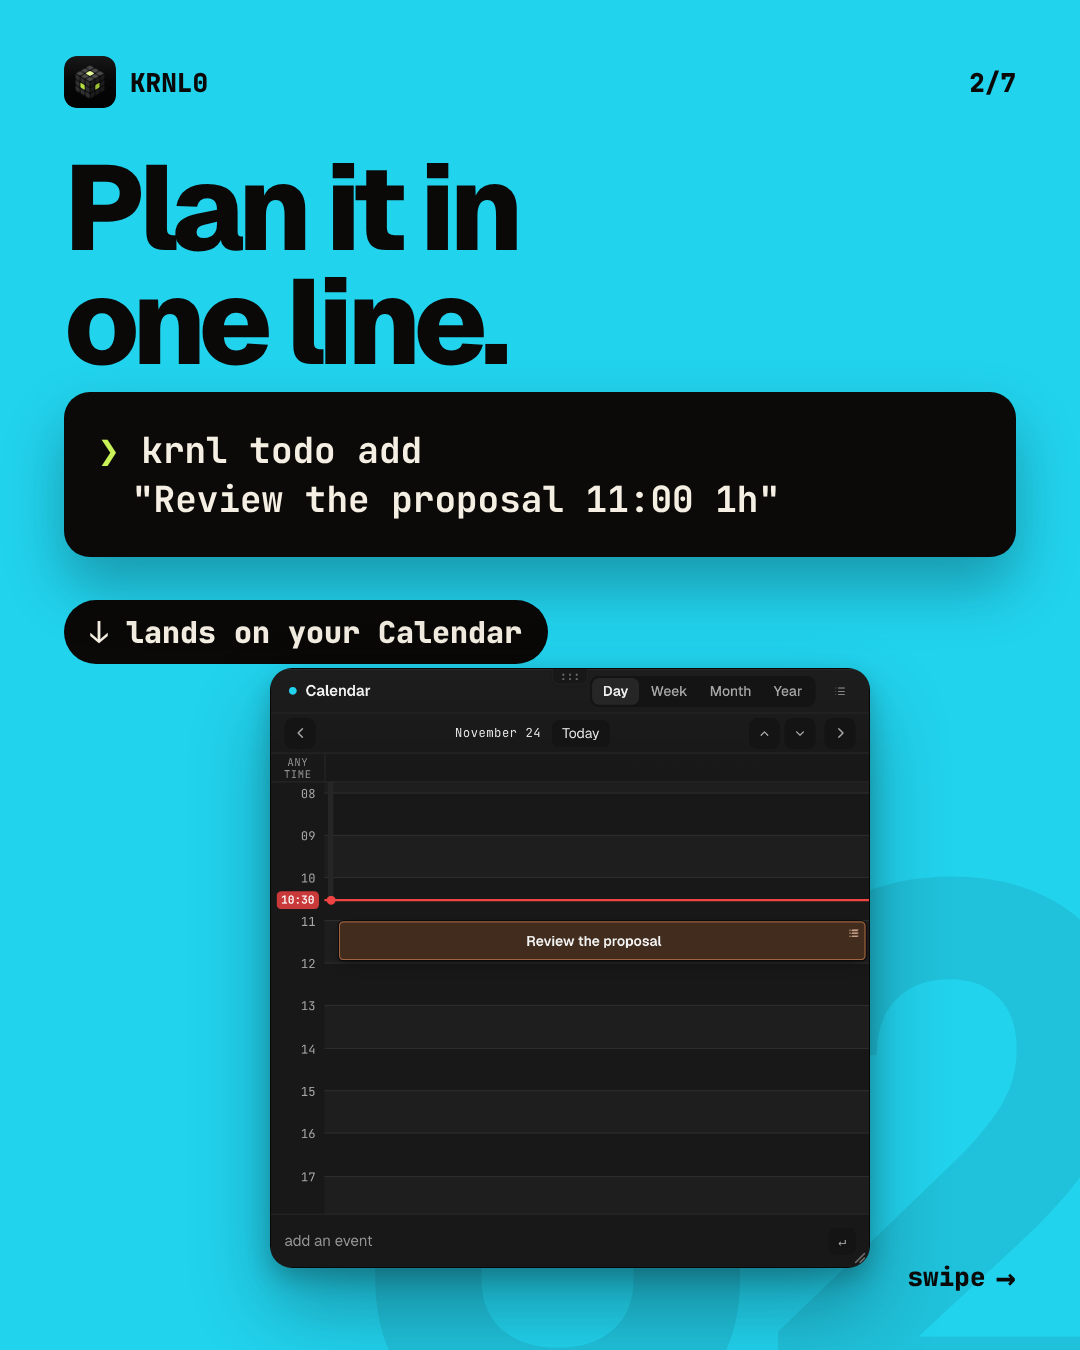 KRNL0
2/7
Plan it in
one line.
❯ krnl todo add
"Review the proposal 11:00 1h"
↓ lands on your Calendar
Calendar
Day Week Month Year
November 24 Today
ANY
TIME
08
09
10
10:30
11
Review the proposal
12
13
14
15
16
17
add an event
swipe →
02